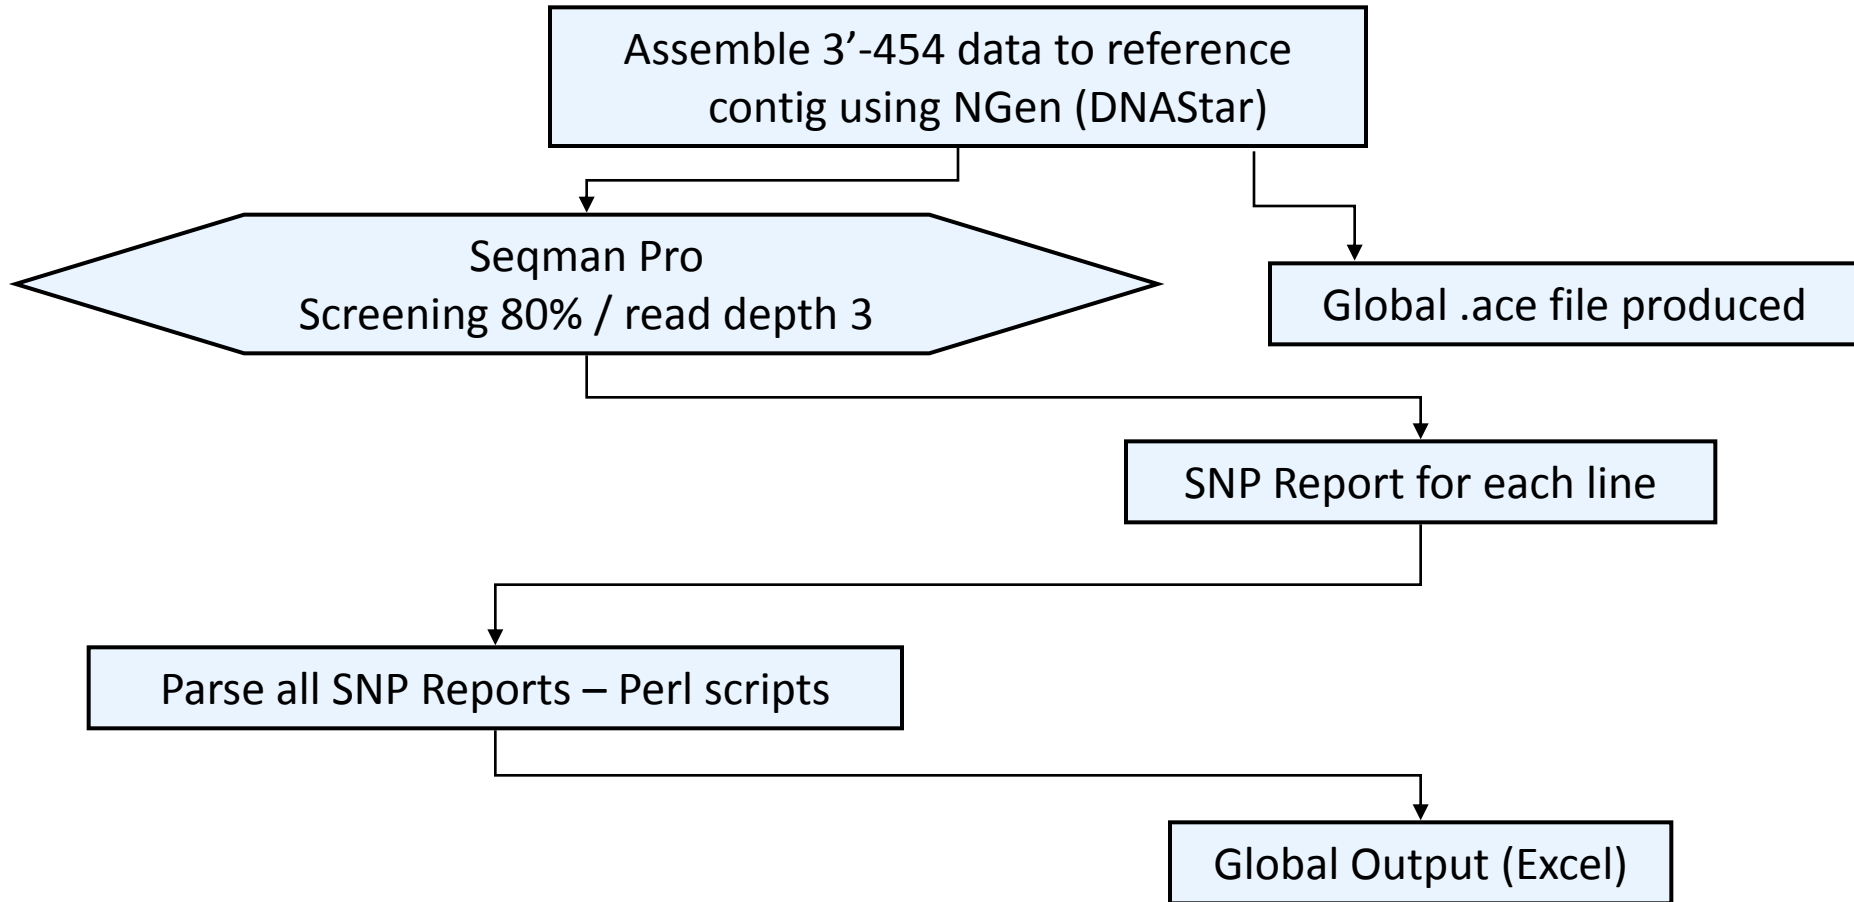 Assemble 3’-454 data to reference
contig using NGen (DNAStar)
Seqman Pro
Screening 80% / read depth 3
Global .ace file produced
SNP Report for each line
Parse all SNP Reports – Perl scripts
Global Output (Excel)